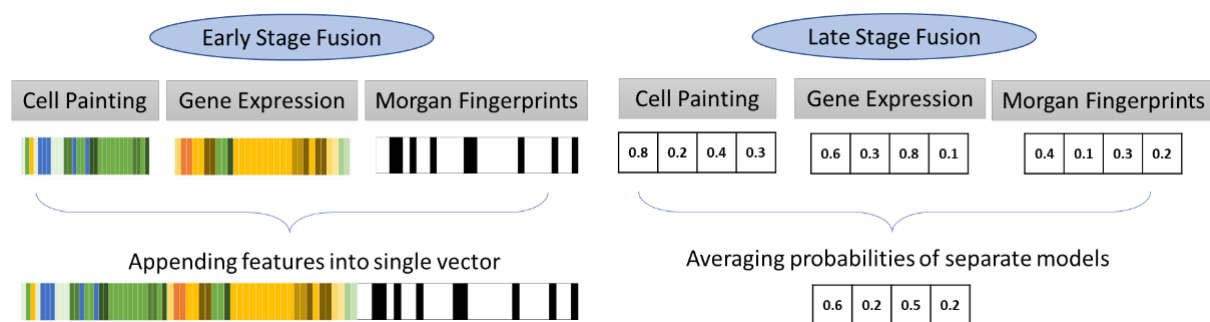 Early Stage Fusion
Cell Painting Gene Expression Morgan Fingerprints
Appending features into single vector
Late Stage Fusion
Cell Painting Gene Expression Morgan Fingerprints
0.8 0.2 0.4 0.3 0.6 0.3 0.8 0.1 0.4 0.1 0.3 0.2
Averaging probabilities of separate models
0.6 0.2 0.5 0.2